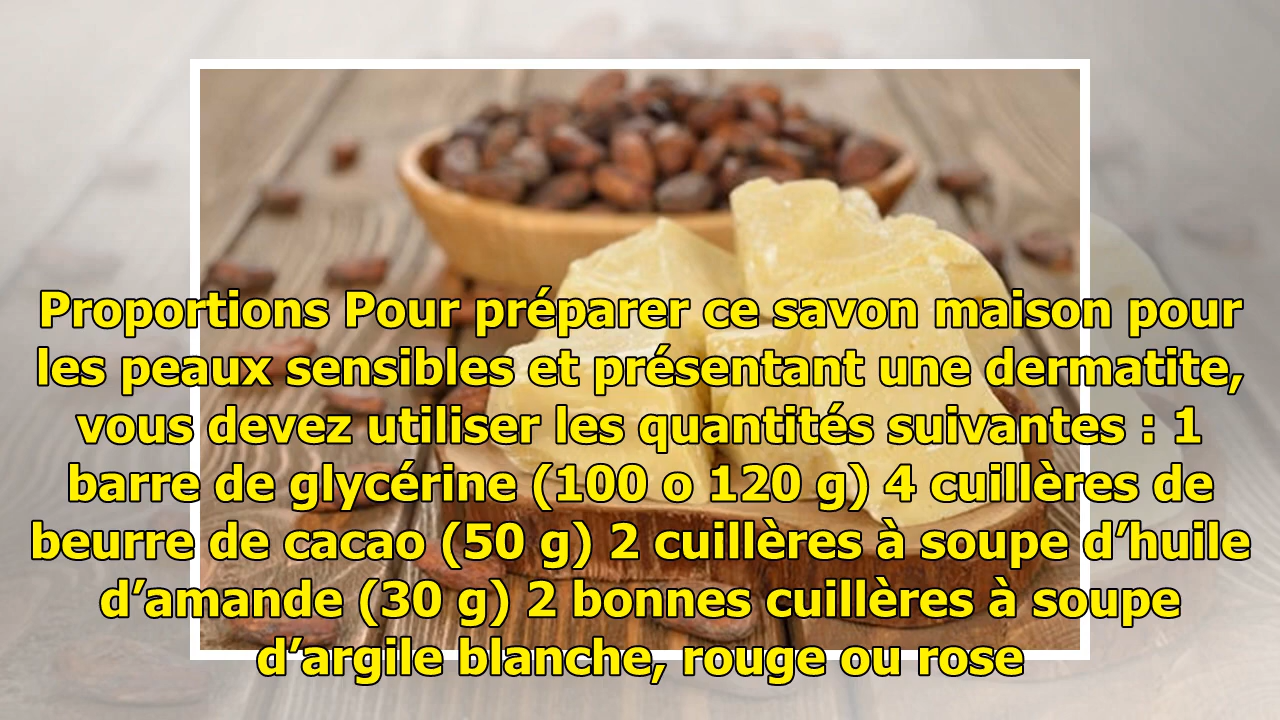 Proportions Pour préparer ce savon maison pour
les peaux sensibles et présentant une dermatite,
vous devez utiliser les quantités suivantes : 1
barre de glycérine (100 o 120 g) 4 cuillères de
beurre de cacao (50 g) 2 cuillères à soupe d’huile
d’amande (30 g) 2 bonnes cuillères à soupe
d’argile blanche, rouge ou rose